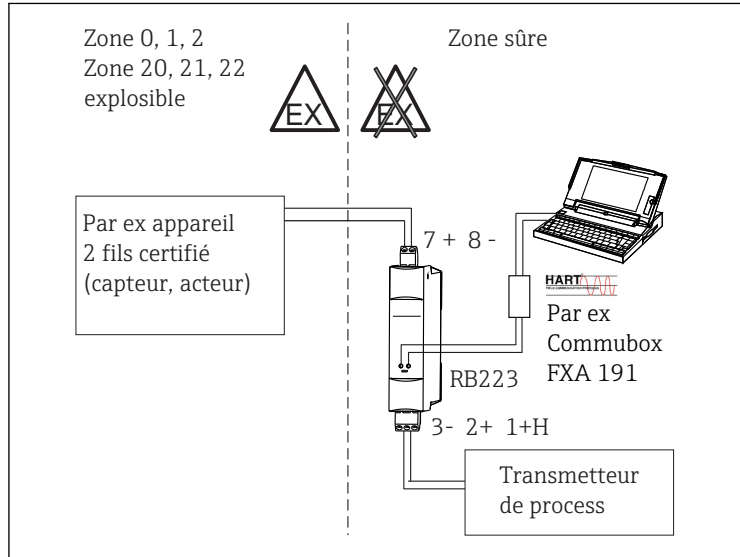 Zone 0, 1, 2
Zone 20, 21, 22
explosible
Zone sûre
EX
EX
Par ex appareil
2 fils certifié
(capteur, acteur)
7 + 8 -
HART
Par ex
Commubox
FXA 191
RB223
3- 2+ 1+H
Transmetteur
de process